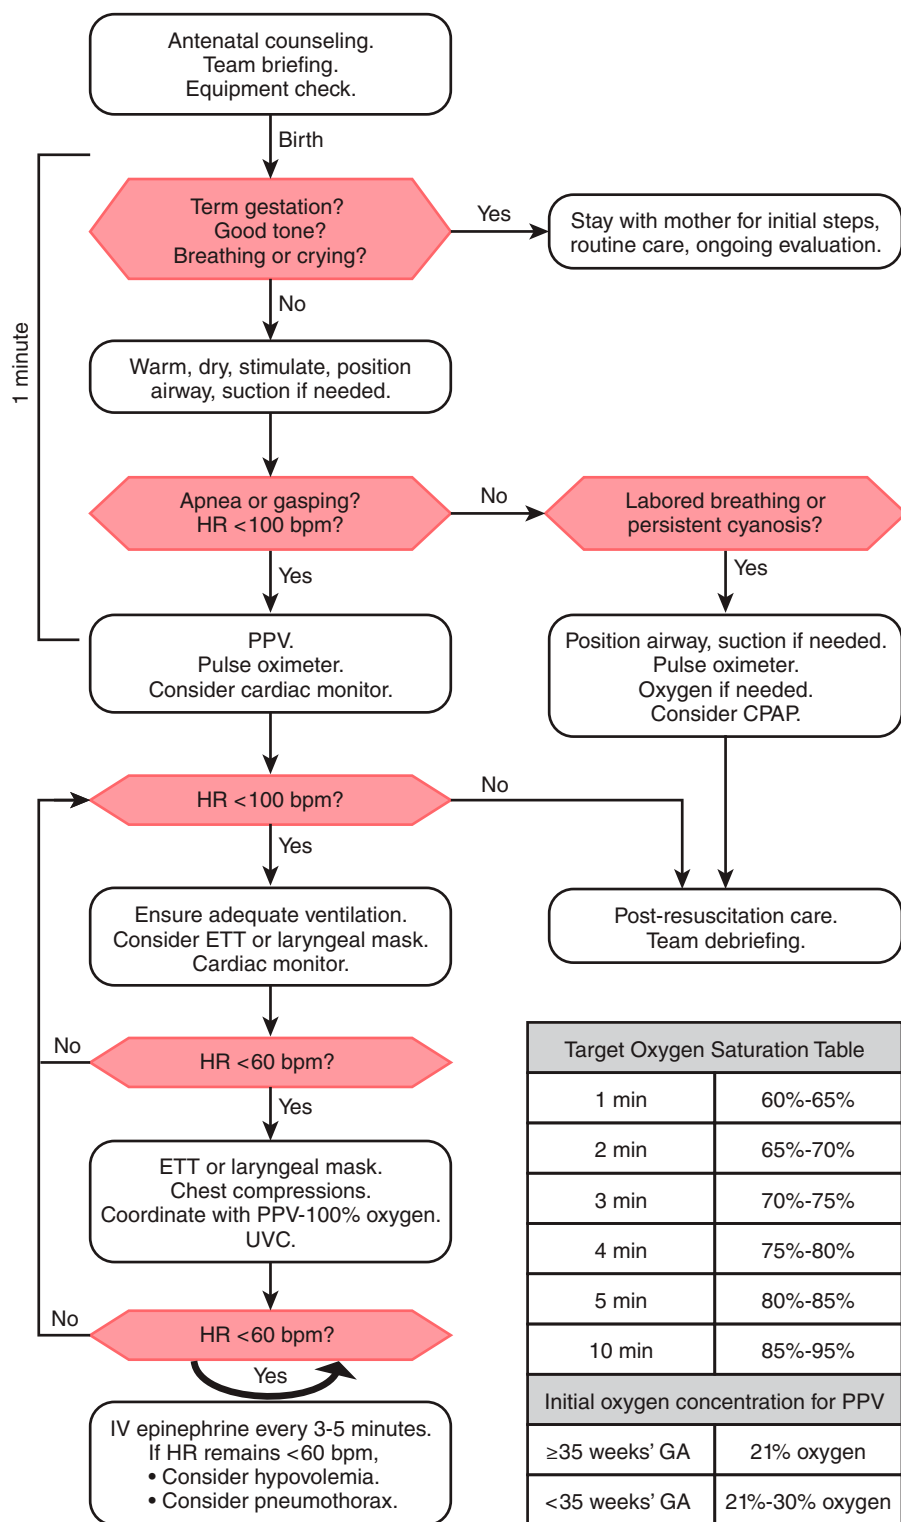 Antenatal counseling.
Team briefing.
Equipment check.
Birth
1 minute
Term gestation?
Good tone?
Breathing or crying?
Yes
Stay with mother for initial steps,
routine care, ongoing evaluation.
No
Warm, dry, stimulate, position
airway, suction if needed.
Apnea or gasping?
HR <100 bpm?
No
Labored breathing or
persistent cyanosis?
Yes
Yes
PPV.
Pulse oximeter.
Consider cardiac monitor.
Position airway, suction if needed.
Pulse oximeter.
Oxygen if needed.
Consider CPAP.
HR <100 bpm?
No
Yes
Ensure adequate ventilation.
Consider ETT or laryngeal mask.
Cardiac monitor.
Post-resuscitation care.
Team debriefing.
HR <60 bpm?
No
Yes
ETT or laryngeal mask.
Chest compressions.
Coordinate with PPV-100% oxygen.
UVC.
HR <60 bpm?
No
Yes
IV epinephrine every 3-5 minutes.
If HR remains <60 bpm,
• Consider hypovolemia.
• Consider pneumothorax.
Target Oxygen Saturation Table
1 min 60%-65%
2 min 65%-70%
3 min 70%-75%
4 min 75%-80%
5 min 80%-85%
10 min 85%-95%
Initial oxygen concentration for PPV
≥35 weeks' GA 21% oxygen
<35 weeks' GA 21%-30% oxygen